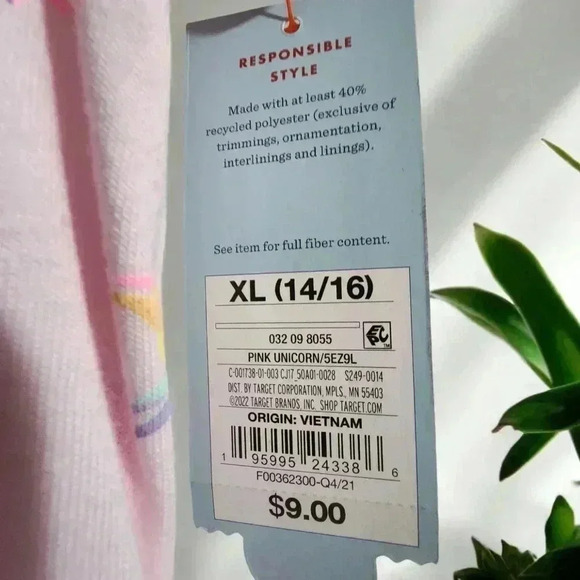 RESPONSIBLE
STYLE
Made with at least 40%
recycled polyester (exclusive of
trimmings, ornamentation,
interlinings and linings).
See item for full fiber content.
XL (14/16)
032 09 8055
PINK UNICORN/5EZ9L
C-001738-01-003 CJ17_50A01-0028 S249-0014
DIST. BY TARGET CORPORATION, MPLS., MN 55403
©2022 TARGET BRANDS, INC. SHOP TARGET.COM
ORIGIN: VIETNAM
1 95995 24338 6
F00362300-Q4/21
$9.00